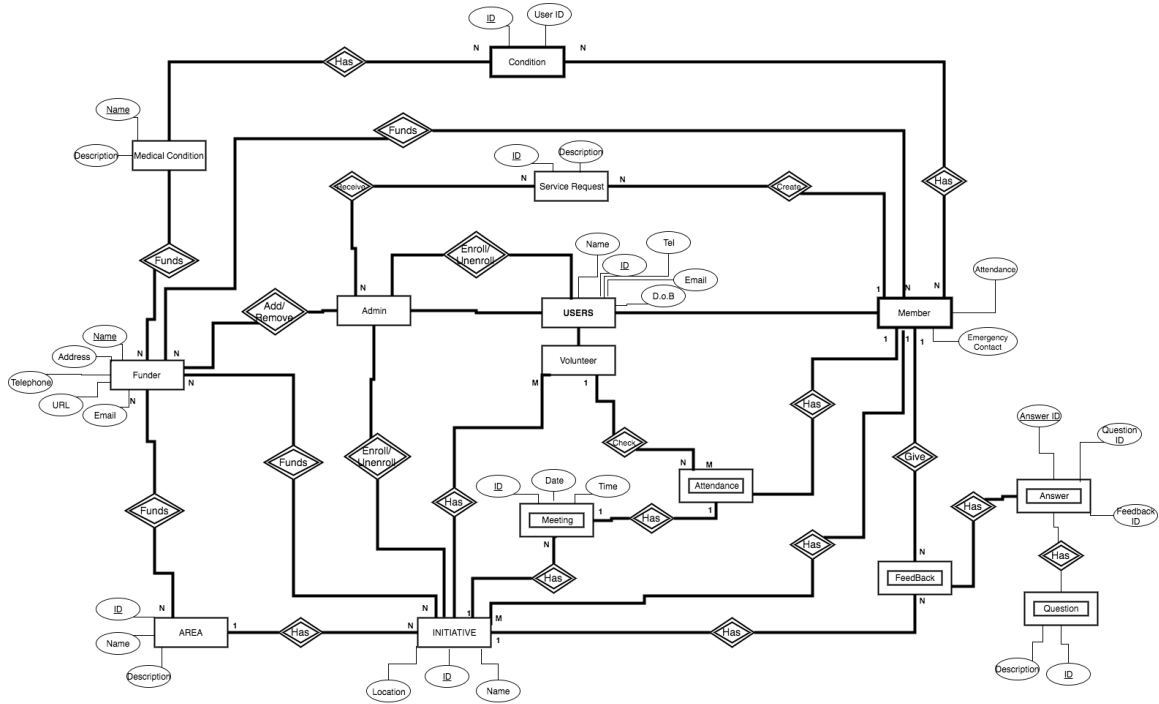 ID
User ID
N
N
Has
Condition
Name
Funds
Description
Medical Condition
ID
Description
Receive
N
Service Request
N
Create
Has
Funds
Enroll/
Unenroll
Name
Tel
ID
Email
D.o.B
Attendance
N
1
N
N
Add/
Remove
Admin
USERS
Member
Name
Address
N
N
Telephone
Funder
N
URL
Email
N
Volunteer
M
1
1
1
1
Emergency
Contact
Has
Answer ID
Question
ID
Check
Enroll/
Unenroll
Funds
Give
N
M
Attendance
1
ID
Date
Time
Has
Meeting
1
Has
N
Funds
Has
Answer
Feedback
ID
Has
Has
Has
N
FeedBack
N
Question
ID
N
N
1
M
Name
AREA
1
Has
N
INITIATIVE
1
Has
Description
Location
ID
Name
Description
ID